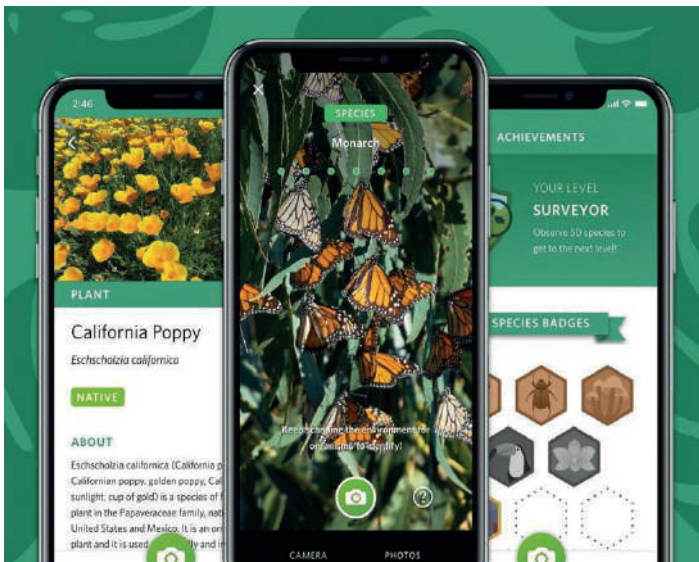 2:46
PLANT
California Poppy
Eschscholzia californica
NATIVE
ABOUT
Eschscholzia californica (California p
Californian poppy, golden poppy, Cal
sunlight, cup of gold) is a species of f
plant in the Papaveraceae family, nati
United States and Mexico. It is an orn
plant and it is used
SPECIES
Monarch
Keep scanning the environment for
organisms to identify!
?
CAMERA PHOTOS
ACHIEVEMENTS
YOUR LEVEL
SURVEYOR
Observe 50 species to
get to the next level!
SPECIES BADGES